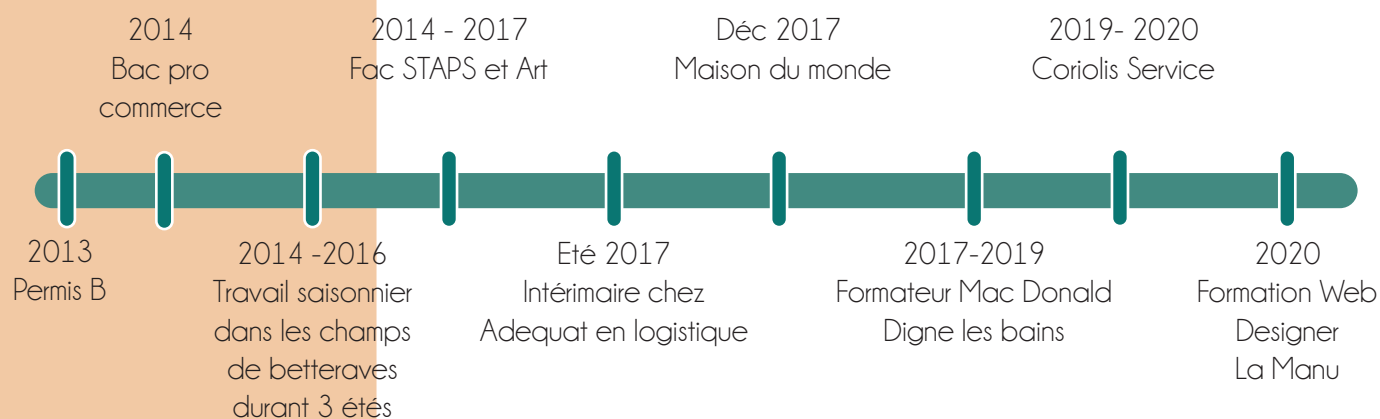 2014
Bac pro
commerce
2014 - 2017
Fac STAPS et Art
Déc 2017
Maison du monde
2019- 2020
Coriolis Service
2013
Permis B
2014 -2016
Travail saisonnier
dans les champs
de betteraves
durant 3 étés
Eté 2017
Intérimaire chez
Adequat en logistique
2017-2019
Formateur Mac Donald
Digne les bains
2020
Formation Web
Designer
La Manu